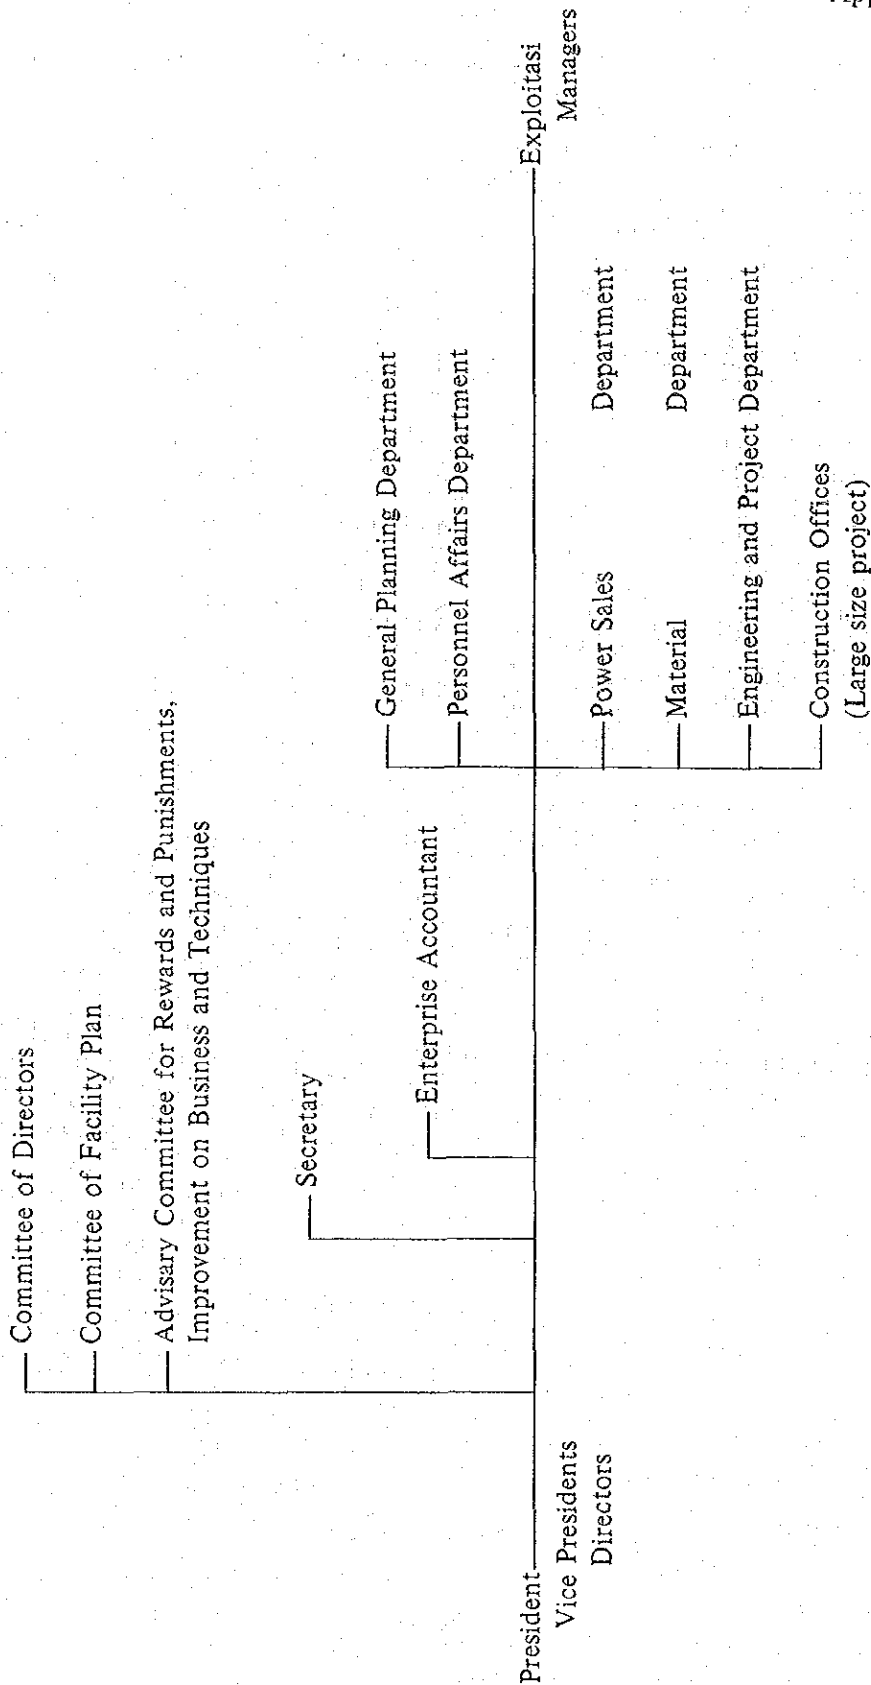 Committee of Directors
Committee of Facility Plan
Advisary Committee for Rewards and Punishments,
Improvement on Business and Techniques
Secretary
Enterprise Accountant
General Planning Department
Personnel Affairs Department
President
Vice Presidents
Directors
Exploitasi
Managers
Power Sales Department
Material Department
Engineering and Project Department
Construction Offices
(Large size project)